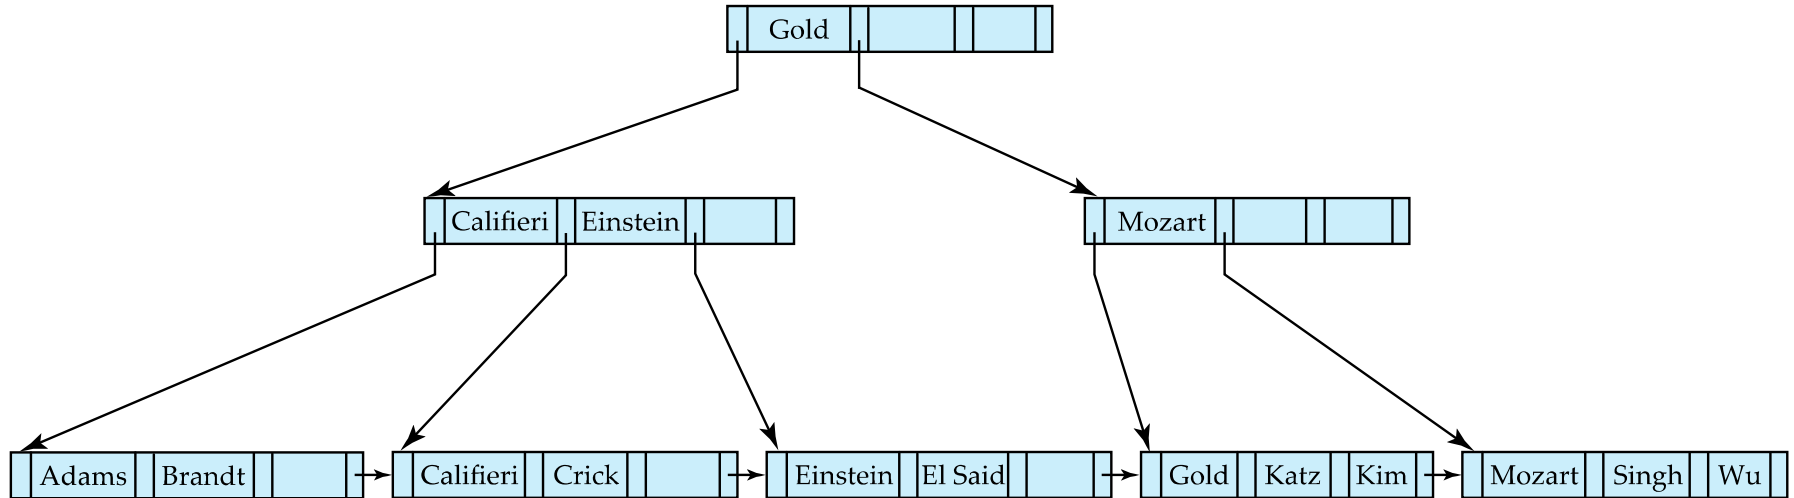 Gold
Califieri Einstein
Mozart
Adams Brandt
Califieri Crick
Einstein El Said
Gold Katz Kim
Mozart Singh Wu